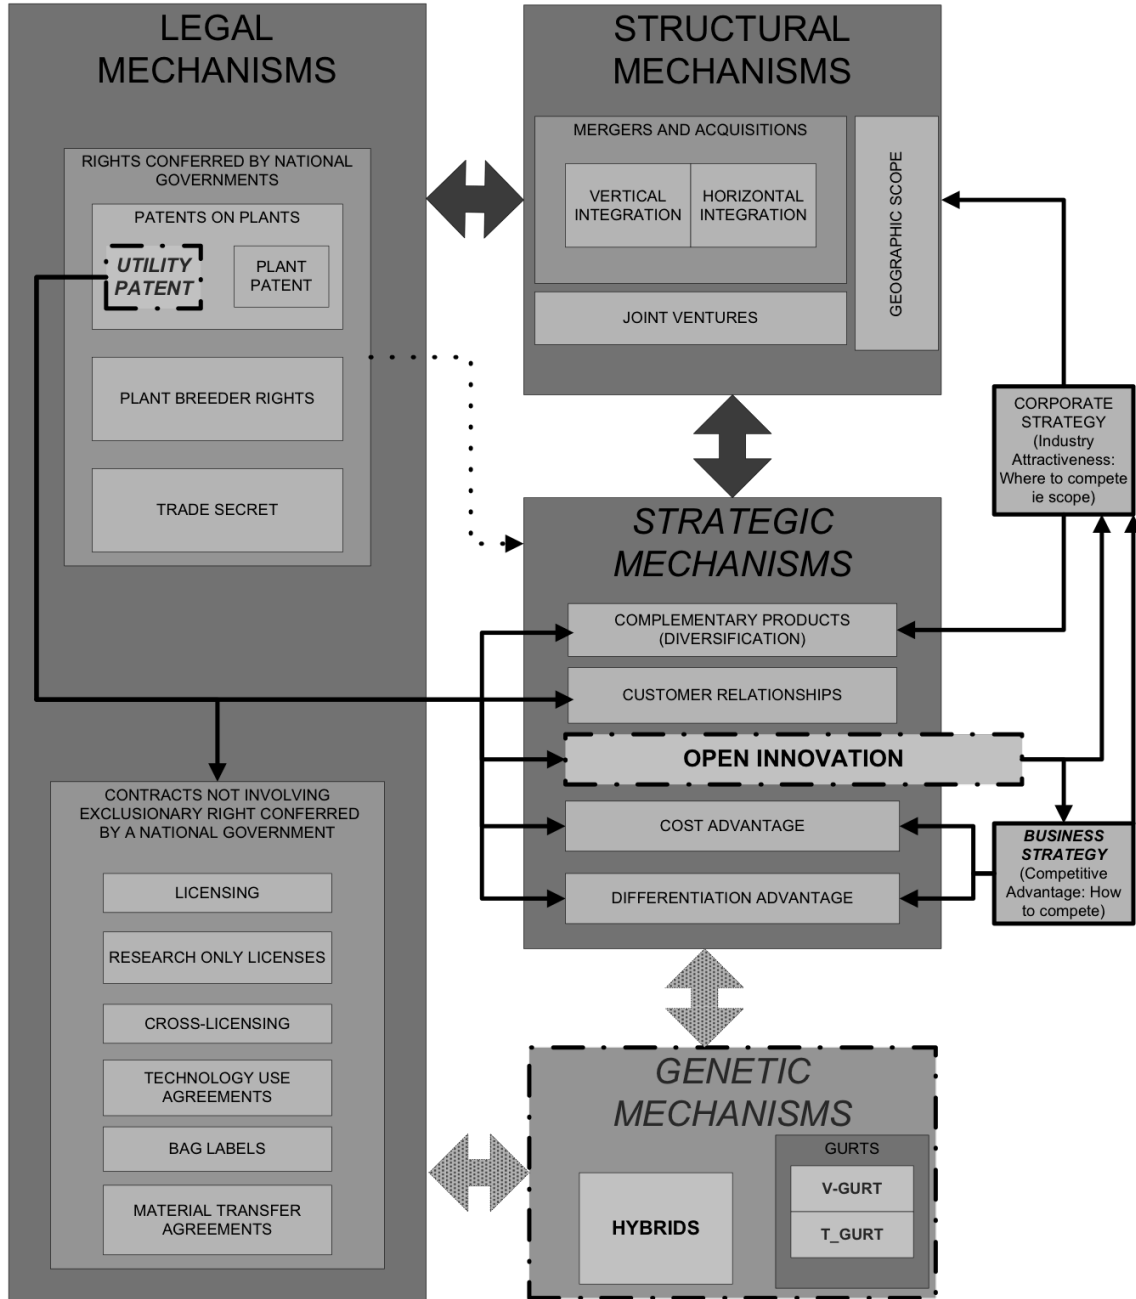 LEGAL
MECHANISMS
RIGHTS CONFERRED BY NATIONAL
GOVERNMENTS
PATENTS ON PLANTS
UTILITY
PATENT
PLANT
PATENT
PLANT BREEDER RIGHTS
TRADE SECRET
CONTRACTS NOT INVOLVING
EXCLUSIONARY RIGHT CONFERRED
BY A NATIONAL GOVERNMENT
LICENSING
RESEARCH ONLY LICENSES
CROSS-LICENSING
TECHNOLOGY USE
AGREEMENTS
BAG LABELS
MATERIAL TRANSFER
AGREEMENTS
STRUCTURAL
MECHANISMS
MERGERS AND ACQUISITIONS
VERTICAL
INTEGRATION
HORIZONTAL
INTEGRATION
JOINT VENTURES
GEOGRAPHIC SCOPE
CORPORATE
STRATEGY
(Industry
Attractiveness:
Where to compete
ie scope)
STRATEGIC
MECHANISMS
COMPLEMENTARY PRODUCTS
(DIVERSIFICATION)
CUSTOMER RELATIONSHIPS
OPEN INNOVATION
COST ADVANTAGE
DIFFERENTIATION ADVANTAGE
BUSINESS
STRATEGY
(Competitive
Advantage: How
to compete)
GENETIC
MECHANISMS
HYBRIDS
GURTS
V-GURT
T_GURT